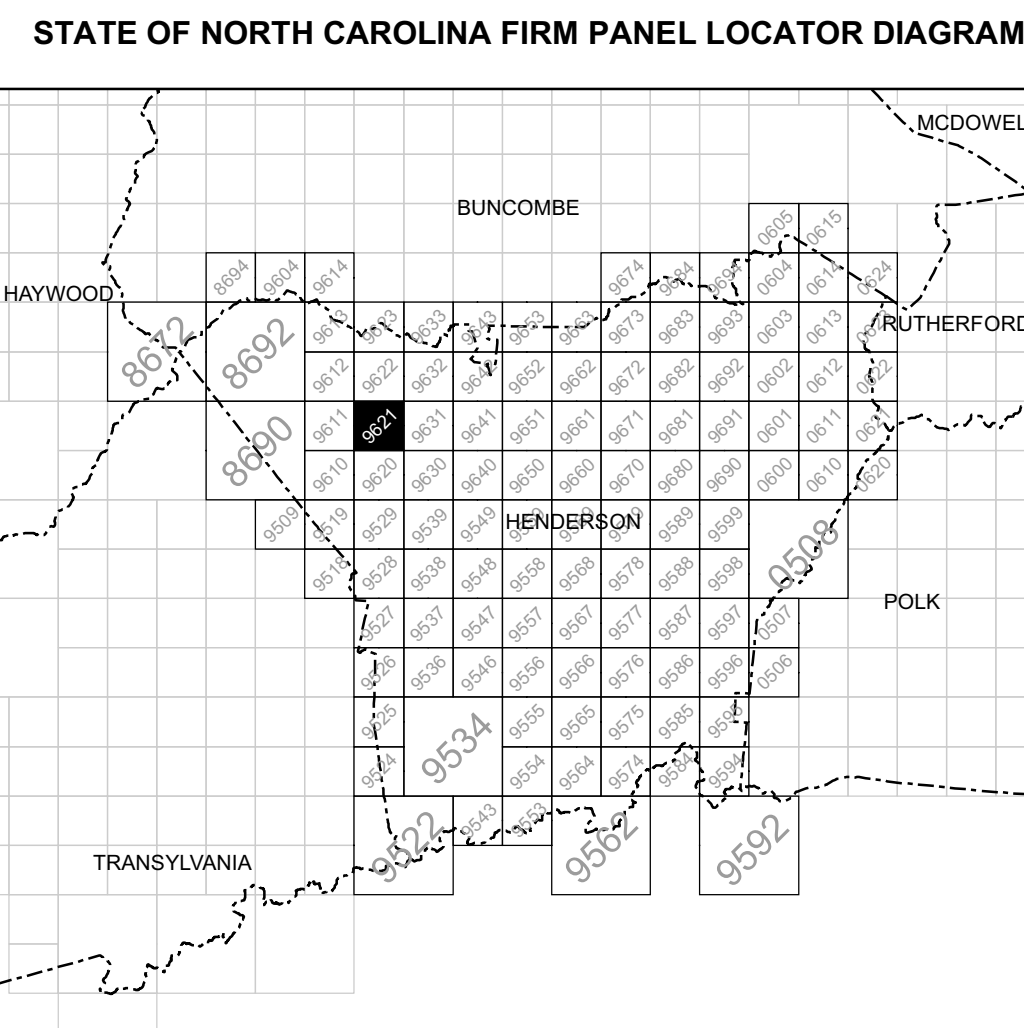 STATE OF NORTH CAROLINA FIRM PANEL LOCATOR DIAGRAM
MCDOWEL
BUNCOMBE
0605 0615
8694 9604 9614 9674 9684 9694 0604 0614 0624
HAYWOOD
8672 8692 9613 9623 9633 9643 9653 9663 9673 9683 9693 0603 0613
RUTHERFORD
9612 9622 9632 9642 9652 9662 9672 9682 9692 0602 0612 0622
8690 9611 9621 9631 9641 9651 9661 9671 9681 9691 0601 0611 0621
9610 9620 9630 9640 9650 9660 9670 9680 9690 0600 0610 0620
9509 9519 9529 9539 9549 9589 9599
HENDERSON
0508
9518 9528 9538 9548 9558 9568 9578 9588 9598
POLK
9527 9537 9547 9557 9567 9577 9587 9597 0507
9526 9536 9546 9556 9566 9576 9586 9596 0506
9525 9534 9555 9565 9575 9585 9595
9524 9554 9564 9574 9584 9594
9522 9543 9553 9562 9592
TRANSYLVANIA